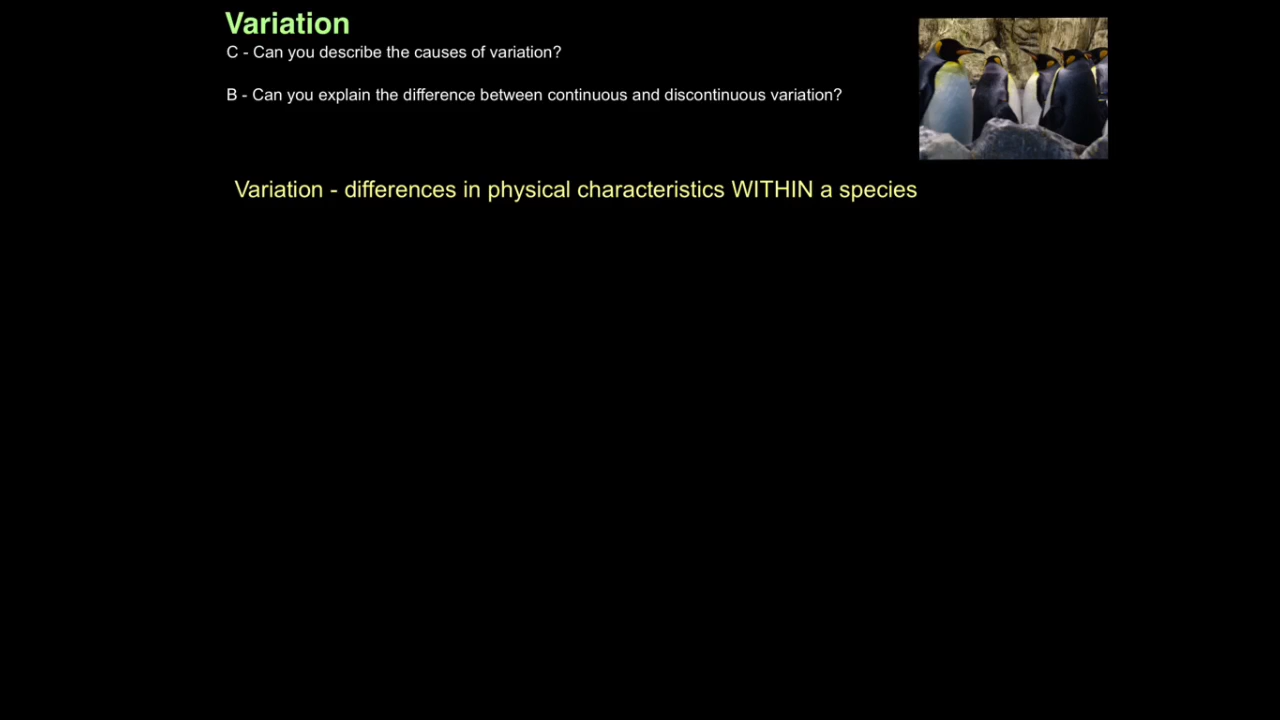 Variation
C - Can you describe the causes of variation?
B - Can you explain the difference between continuous and discontinuous variation?
Variation - differences in physical characteristics WITHIN a species